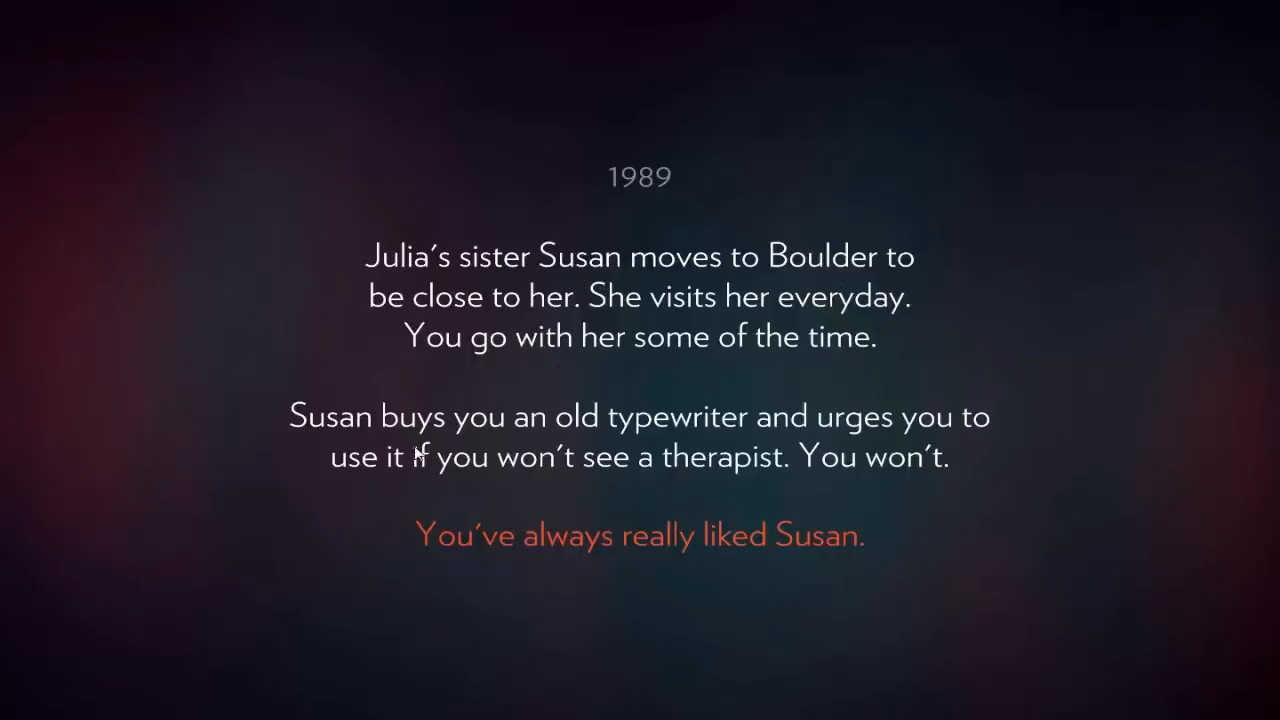 1989
Julia's sister Susan moves to Boulder to
be close to her. She visits her everyday.
You go with her some of the time.
Susan buys you an old typewriter and urges you to
use it if you won't see a therapist. You won't.
You've always really liked Susan.